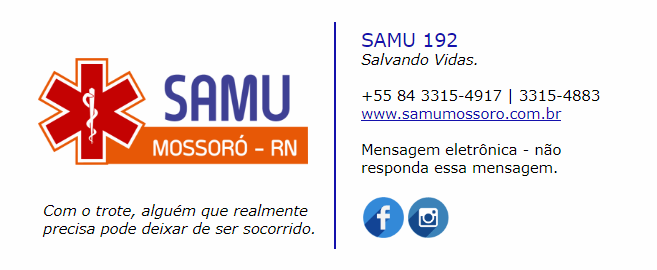 SAMU
MOSSORÓ - RN
Com o trote, alguém que realmente
precisa pode deixar de ser socorrido.
SAMU 192
Salvando Vidas.
+55 84 3315-4917 | 3315-4883
www.samumossoro.com.br
Mensagem eletrônica - não
responda essa mensagem.